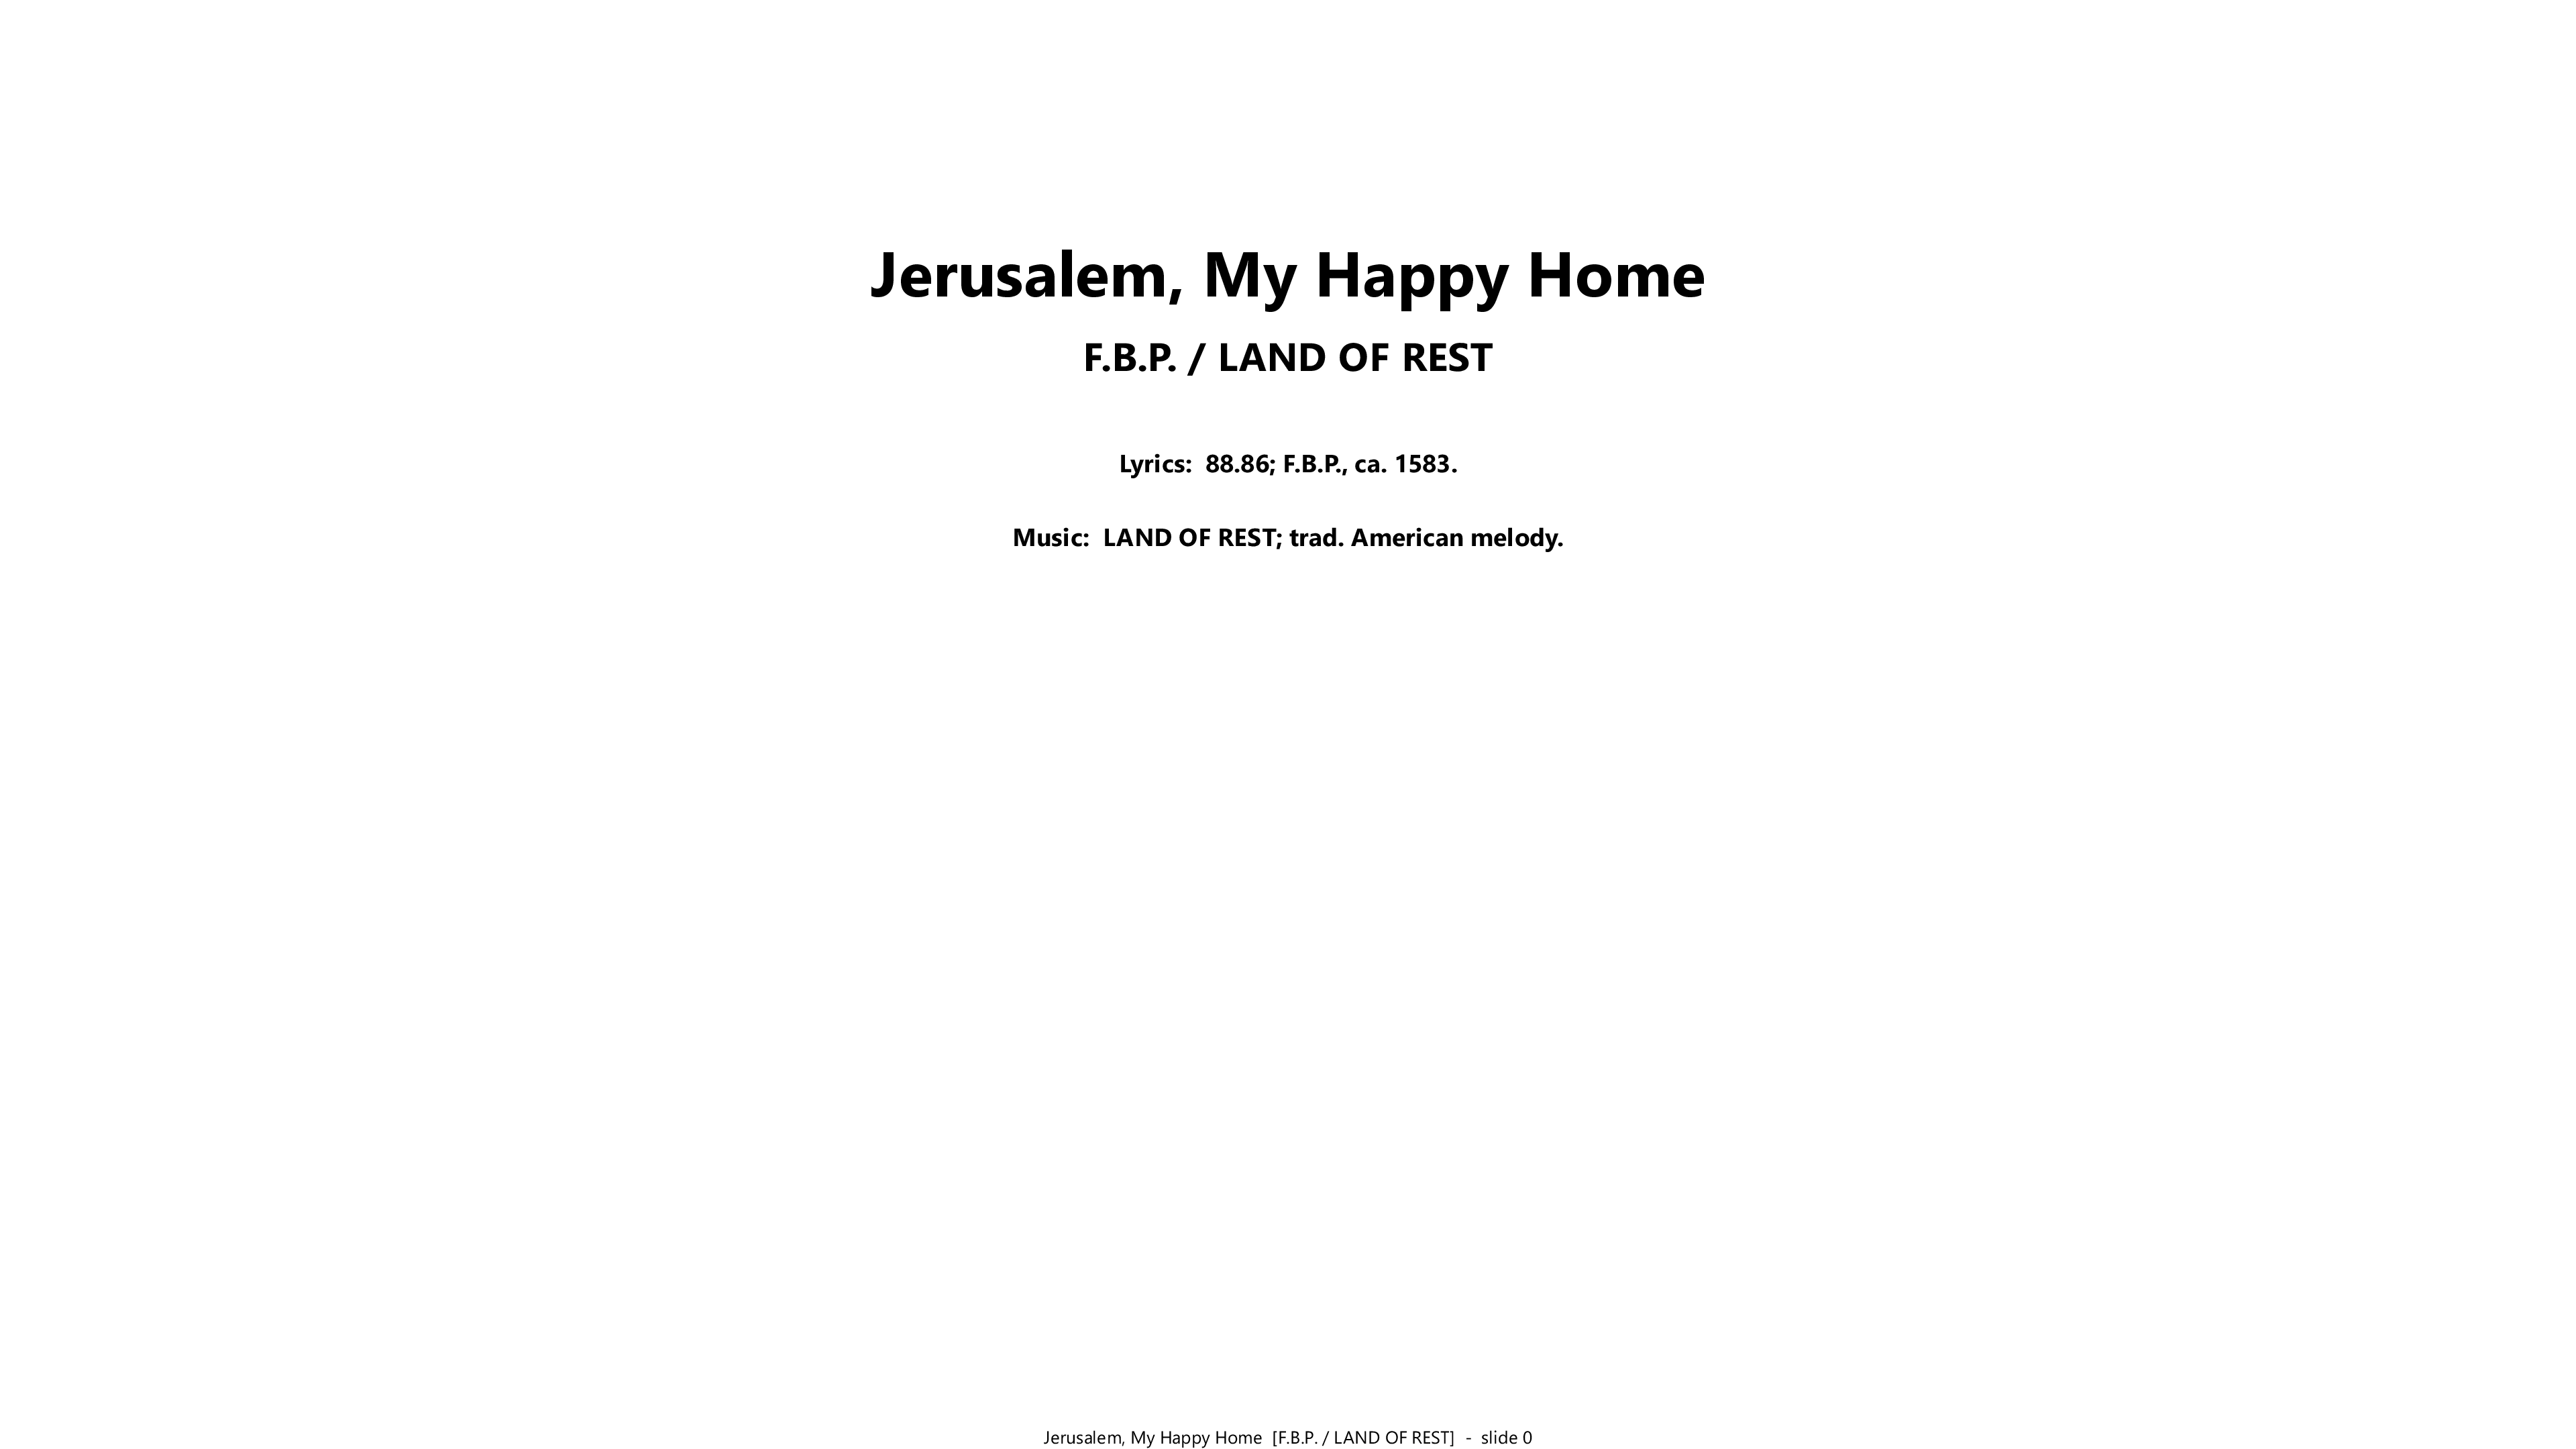 Jerusalem, My Happy Home
F.B.P. / LAND OF REST
Lyrics:  88.86; F.B.P., ca. 1583.
Music:  LAND OF REST; trad. American melody.
Jerusalem, My Happy Home  [F.B.P. / LAND OF REST]  -  slide 0